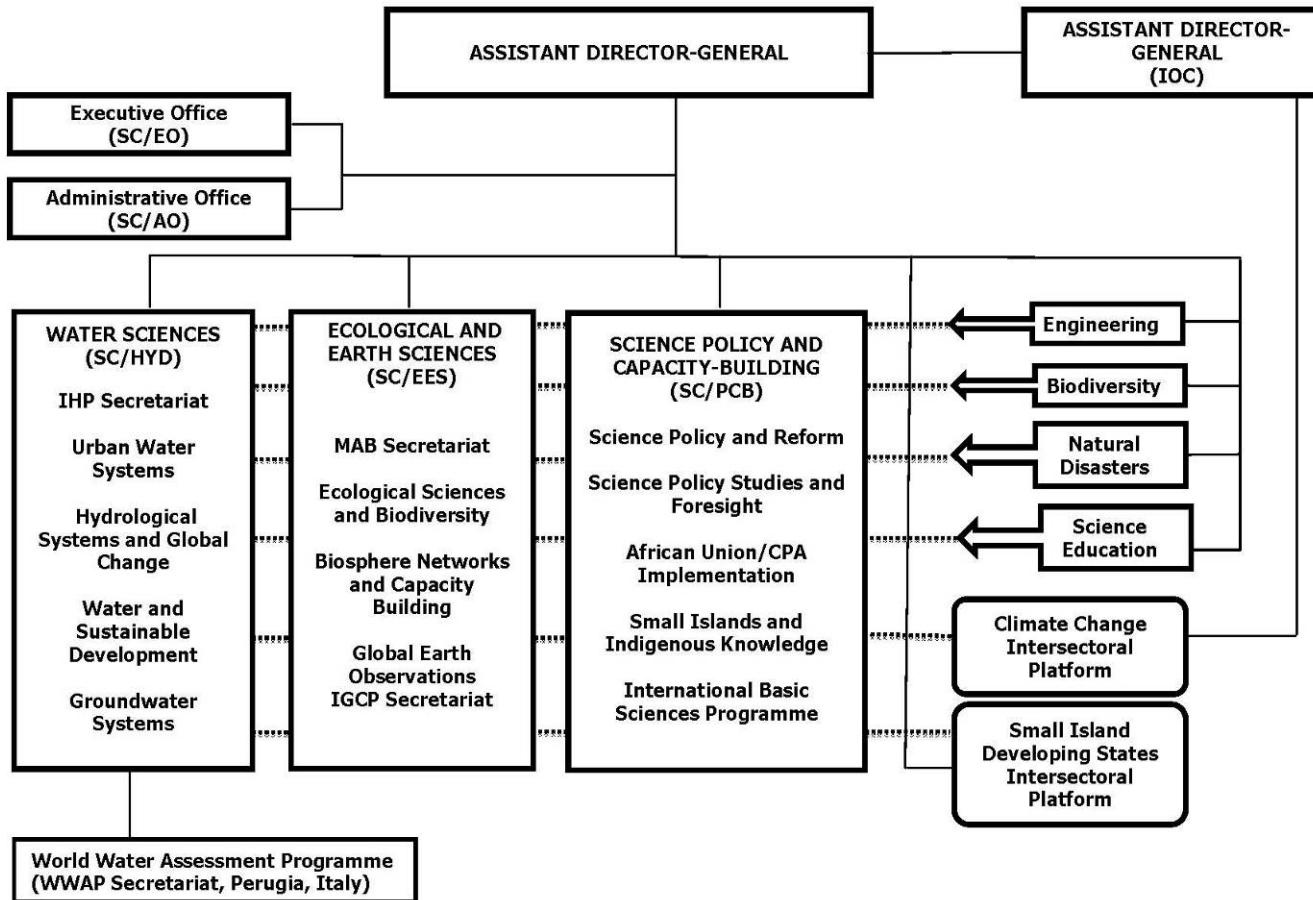 ASSISTANT DIRECTOR-GENERAL
ASSISTANT DIRECTOR-
GENERAL
(IOC)
Executive Office
(SC/EO)
Administrative Office
(SC/AO)
WATER SCIENCES
(SC/HYD)
IHP Secretariat
Urban Water
Systems
Hydrological
Systems and Global
Change
Water and
Sustainable
Development
Groundwater
Systems
ECOLOGICAL AND
EARTH SCIENCES
(SC/EES)
MAB Secretariat
Ecological Sciences
and Biodiversity
Biosphere Networks
and Capacity
Building
Global Earth
Observations
IGCP Secretariat
SCIENCE POLICY AND
CAPACITY-BUILDING
(SC/PCB)
Science Policy and Reform
Science Policy Studies and
Foresight
African Union/CPA
Implementation
Small Islands and
Indigenous Knowledge
International Basic
Sciences Programme
Engineering
Biodiversity
Natural
Disasters
Science
Education
Climate Change
Intersectoral
Platform
Small Island
Developing States
Intersectoral
Platform
World Water Assessment Programme
(WWAP Secretariat, Perugia, Italy)